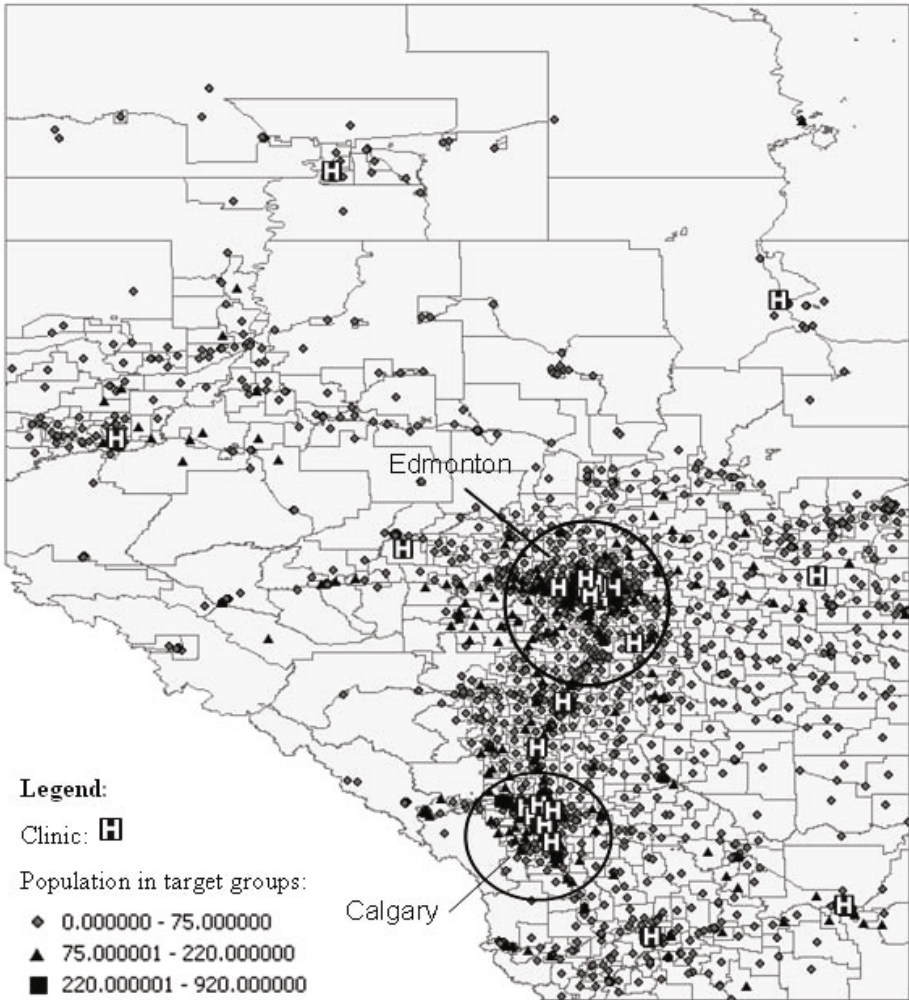 Edmonton
Calgary
Legend:
Clinic: H
Population in target groups:
0.000000 - 75.000000
75.000001 - 220.000000
220.000001 - 920.000000